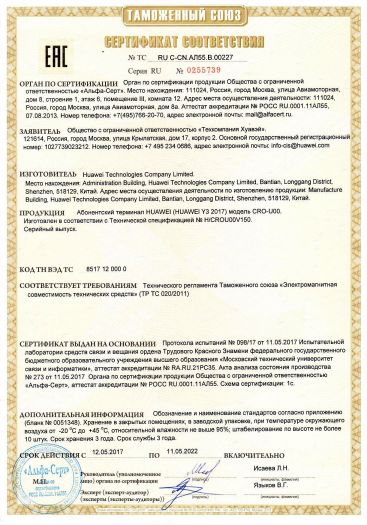 ТАМОЖЕННЫЙ СОЮЗ
ЕАС
СЕРТИФИКАТ СООТВЕТСТВИЯ
№ ТС RU C-CN.АЛ55.В.00227
Серия RU № 0255739
ОРГАН ПО СЕРТИФИКАЦИИ Орган по сертификации продукции Общества с ограниченной
ответственностью «Альфа-Серт». Место нахождения: 111024, Россия, город Москва, улица Авиамоторная,
дом 8, строение 1, этаж 6, помещение III, комната 12. Адрес места осуществления деятельности: 111024,
Россия, город Москва, улица Авиамоторная, дом 8а. Аттестат аккредитации № РОСС RU.0001.11АЛ55,
07.08.2013. Номер телефона: +7(495)766-20-70, адрес электронной почты: mail@alfacert.ru.
ЗАЯВИТЕЛЬ Общество с ограниченной ответственностью «Техкомпания Хуавэй».
121614, Россия, город Москва, улица Крылатская, дом 17, корпус 2. Основной государственный регистрационный
номер: 1027739023212. Номер телефона: +7 495 234 0686, адрес электронной почты: info-cis@huawei.com
ИЗГОТОВИТЕЛЬ Huawei Technologies Company Limited.
Место нахождения: Administration Building, Huawei Technologies Company Limited, Bantian, Longgang District,
Shenzhen, 518129, Китай. Адрес места осуществления деятельности по изготовлению продукции: Manufacture
Building, Huawei Technologies Company Limited, Bantian, Longgang District, Shenzhen, 518129, Китай.
ПРОДУКЦИЯ Абонентский терминал HUAWEI (HUAWEI Y3 2017) модель CRO-U00.
Изготовлен в соответствии с Технической спецификацией № H/CROU00V150.
Серийный выпуск.
КОД ТН ВЭД ТС 8517 12 000 0
СООТВЕТСТВУЕТ ТРЕБОВАНИЯМ Технического регламента Таможенного союза «Электромагнитная
совместимость технических средств» (ТР ТС 020/2011)
СЕРТИФИКАТ ВЫДАН НА ОСНОВАНИИ Протокола испытаний № 098/17 от 11.05.2017 Испытательной
лаборатории средств связи и вещания ордена Трудового Красного Знамени федерального государственного
бюджетного образовательного учреждения высшего образования «Московский технический университет
связи и информатики», аттестат аккредитации № RA.RU.21РС35. Акта анализа состояния производства
№ 273 от 11.05.2017 Органа по сертификации продукции Общества с ограниченной ответственностью
«Альфа-Серт», аттестат аккредитации № РОСС RU.0001.11АЛ55. Схема сертификации: 1с.
ДОПОЛНИТЕЛЬНАЯ ИНФОРМАЦИЯ Обозначение и наименование стандартов согласно приложению
(бланк № 0051348). Хранение в закрытых помещениях, в заводской упаковке, при температуре окружающего
воздуха от -20 °С до +45 °С, относительной влажности не выше 95%; штабелирование по высоте не более
10 штук. Срок хранения 3 года. Срок службы 3 года.
СРОК ДЕЙСТВИЯ С 12.05.2017 ПО 11.05.2022 ВКЛЮЧИТЕЛЬНО
«Альфа-Серт»
М.П.
Руководитель (уполномоченное
лицо) органа по сертификации
Исаева Л.Н.
Эксперт (эксперт-аудитор)
(эксперты (эксперты-аудиторы))
Языков В.Г.